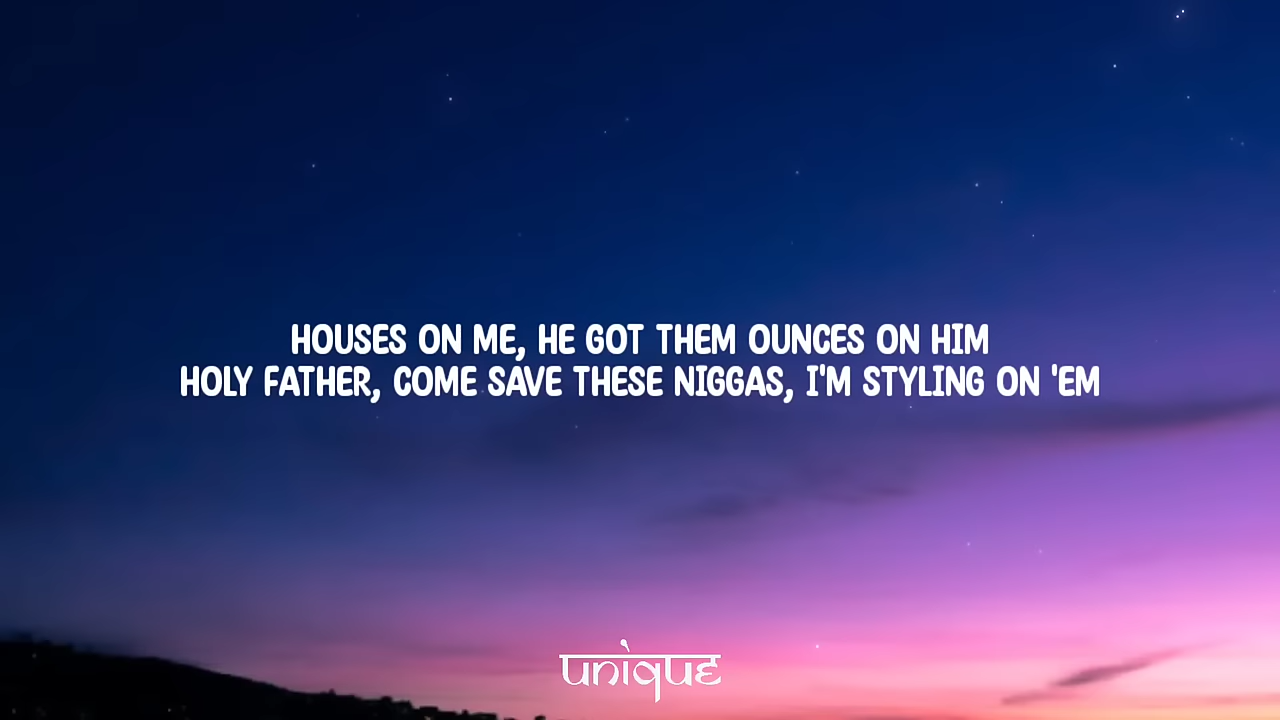 HOUSES ON ME, HE GOT THEM OUNCES ON HIM
HOLY FATHER, COME SAVE THESE NIGGAS, I'M STYLING ON 'EM
unique